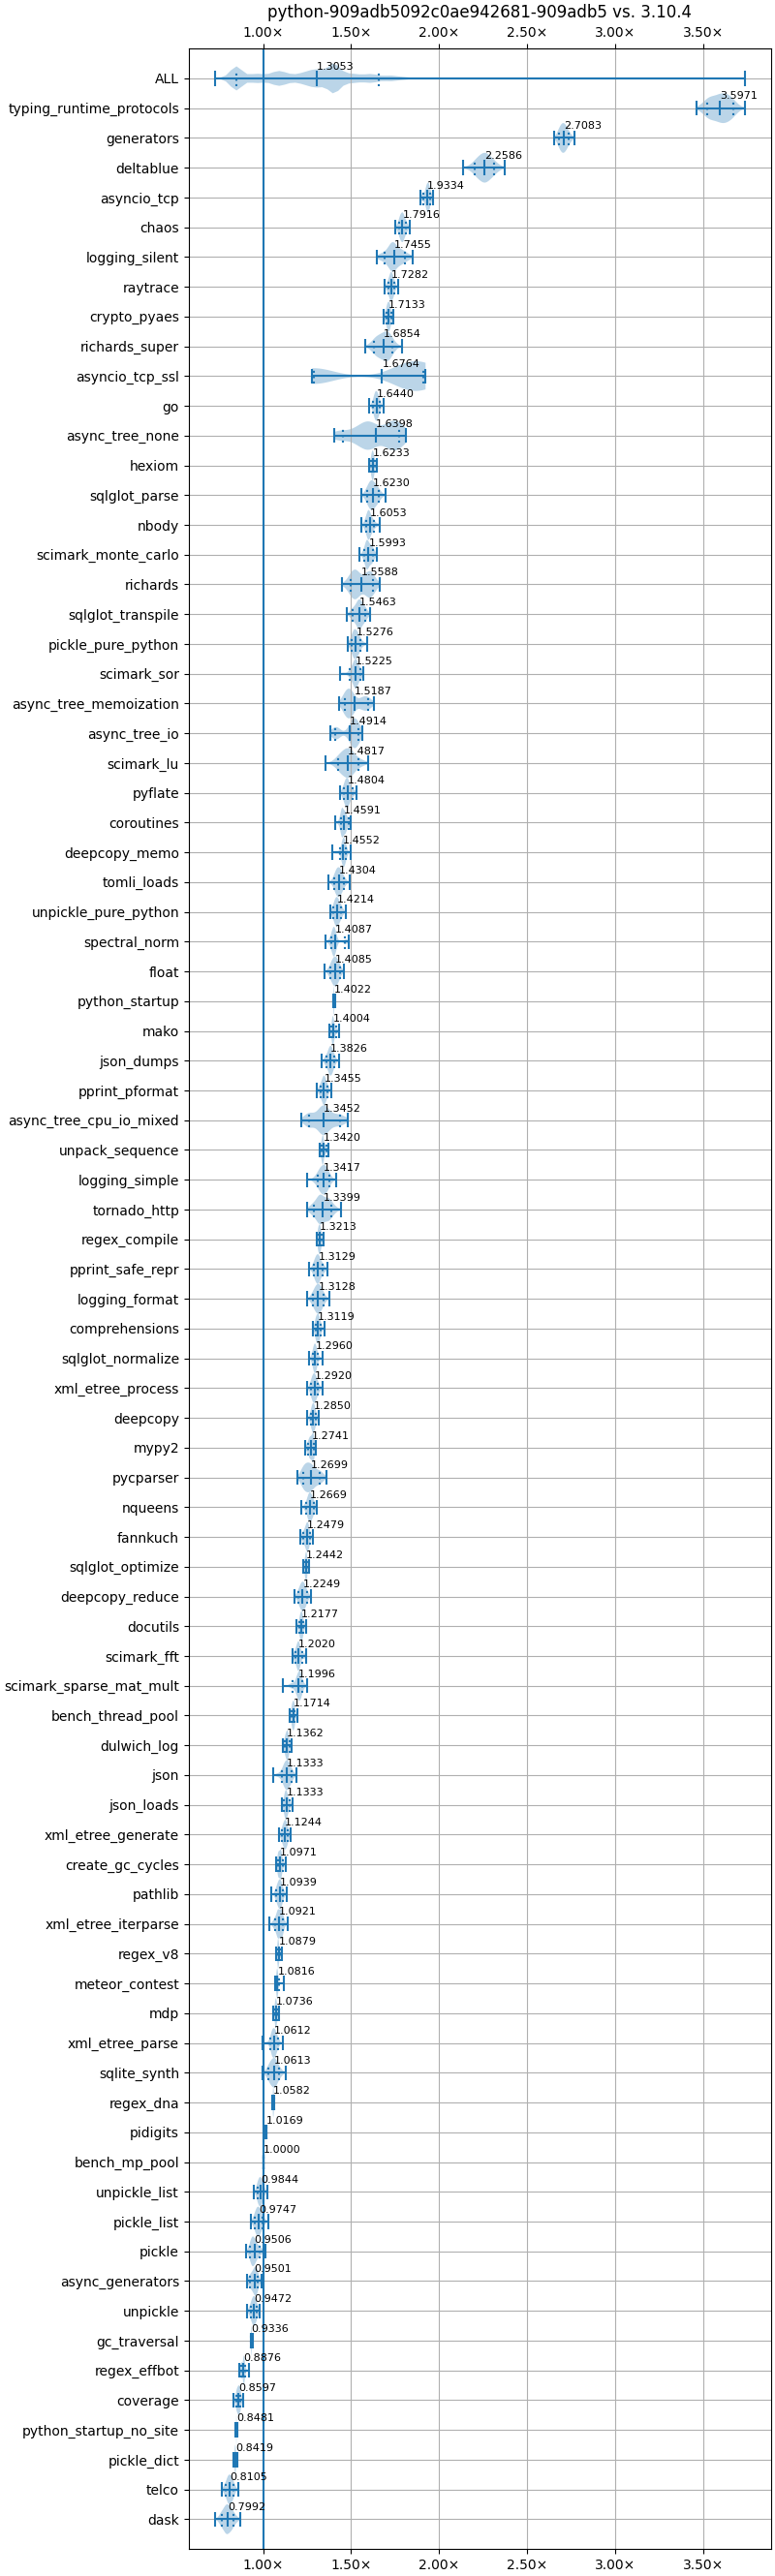 python-909adb5092c0ae942681-909adb5 vs. 3.10.4
1.00× 1.50× 2.00× 2.50× 3.00× 3.50×
ALL 1.3053
typing_runtime_protocols 3.5971
generators 2.7083
deltablue 2.2586
asyncio_tcp 1.9334
chaos 1.7916
logging_silent 1.7455
raytrace 1.7282
crypto_pyaes 1.7133
richards_super 1.6854
asyncio_tcp_ssl 1.6764
go 1.6440
async_tree_none 1.6398
hexiom 1.6233
sqlglot_parse 1.6230
nbody 1.6053
scimark_monte_carlo 1.5993
richards 1.5588
sqlglot_transpile 1.5463
pickle_pure_python 1.5276
scimark_sor 1.5225
async_tree_memoization 1.5187
async_tree_io 1.4914
scimark_lu 1.4817
pyflate 1.4804
coroutines 1.4591
deepcopy_memo 1.4552
tomli_loads 1.4304
unpickle_pure_python 1.4214
spectral_norm 1.4087
float 1.4085
python_startup 1.4022
mako 1.4004
json_dumps 1.3826
pprint_pformat 1.3455
async_tree_cpu_io_mixed 1.3452
unpack_sequence 1.3420
logging_simple 1.3417
tornado_http 1.3399
regex_compile 1.3213
pprint_safe_repr 1.3129
logging_format 1.3128
comprehensions 1.3119
sqlglot_normalize 1.2960
xml_etree_process 1.2920
deepcopy 1.2850
mypy2 1.2741
pycparser 1.2699
nqueens 1.2669
fannkuch 1.2479
sqlglot_optimize 1.2442
deepcopy_reduce 1.2249
docutils 1.2177
scimark_fft 1.2020
scimark_sparse_mat_mult 1.1996
bench_thread_pool 1.1714
dulwich_log 1.1362
json 1.1333
json_loads 1.1333
xml_etree_generate 1.1244
create_gc_cycles 1.0971
pathlib 1.0939
xml_etree_iterparse 1.0921
regex_v8 1.0879
meteor_contest 1.0816
mdp 1.0736
xml_etree_parse 1.0612
sqlite_synth 1.0613
regex_dna 1.0582
pidigits 1.0169
bench_mp_pool 1.0000
unpickle_list 0.9844
pickle_list 0.9747
pickle 0.9506
async_generators 0.9501
unpickle 0.9472
gc_traversal 0.9336
regex_effbot 0.8876
coverage 0.8597
python_startup_no_site 0.8481
pickle_dict 0.8419
telco 0.8105
dask 0.7992
1.00× 1.50× 2.00× 2.50× 3.00× 3.50×